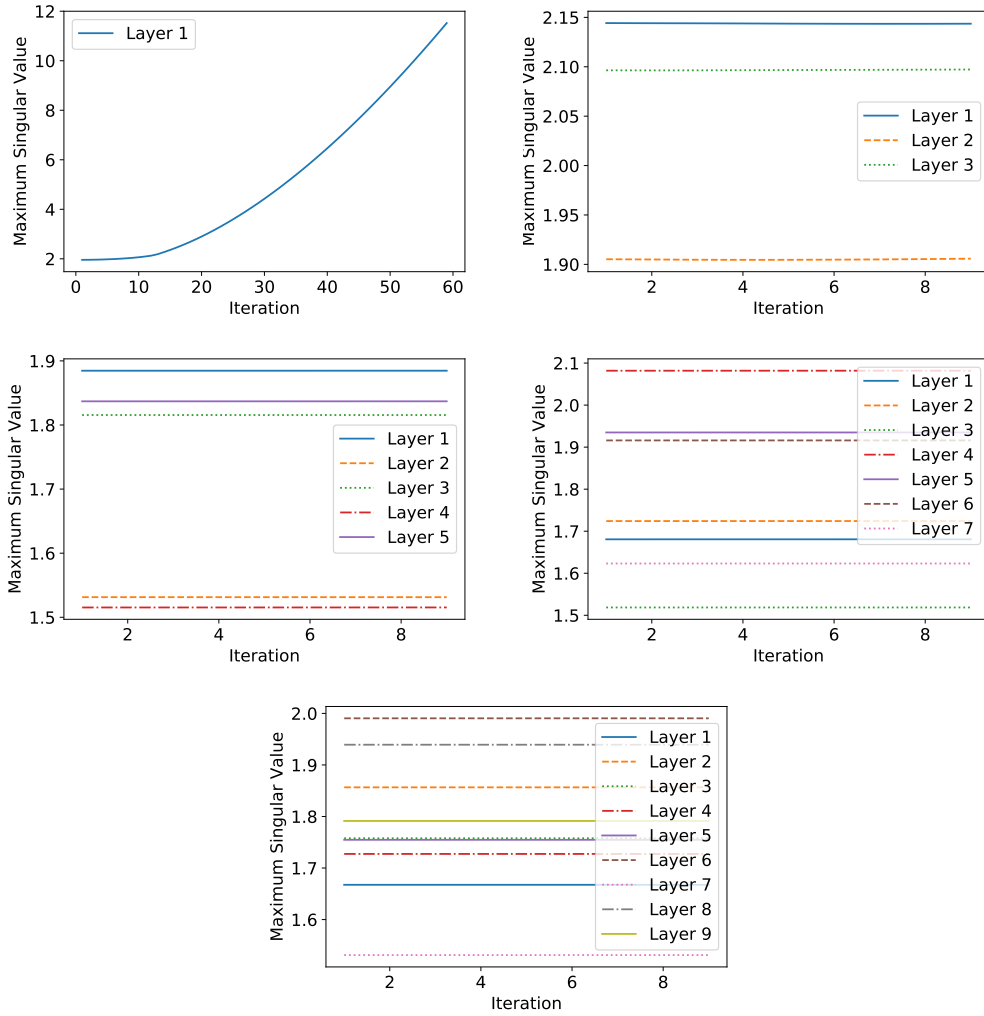 12
10
8
6
4
2
Maximum Singular Value
Layer 1
0 10 20 30 40 50 60
Iteration
2.15
2.10
2.05
2.00
1.95
1.90
Maximum Singular Value
Layer 1
Layer 2
Layer 3
2 4 6 8
Iteration
1.9
1.8
1.7
1.6
1.5
Maximum Singular Value
Layer 1
Layer 2
Layer 3
Layer 4
Layer 5
2 4 6 8
Iteration
2.1
2.0
1.9
1.8
1.7
1.6
1.5
Maximum Singular Value
Layer 1
Layer 2
Layer 3
Layer 4
Layer 5
Layer 6
Layer 7
2 4 6 8
Iteration
2.0
1.9
1.8
1.7
1.6
Maximum Singular Value
Layer 1
Layer 2
Layer 3
Layer 4
Layer 5
Layer 6
Layer 7
Layer 8
Layer 9
2 4 6 8
Iteration